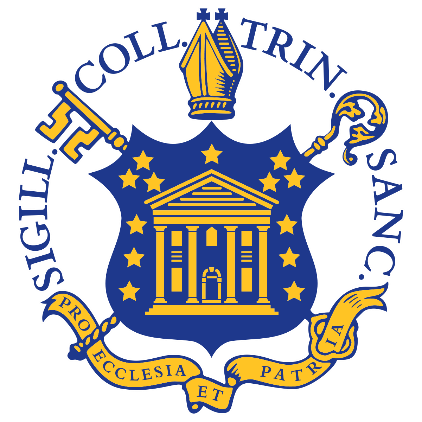 SIGILL. COLL. TRIN. SANC.
PRO ECCLESIA ET PATRIA